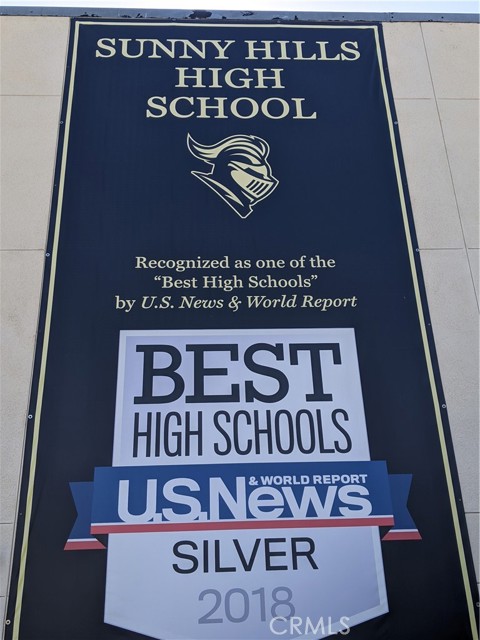 SUNNY HILLS
HIGH
SCHOOL
Recognized as one of the
"Best High Schools"
by U.S. News & World Report
BEST
HIGH SCHOOLS
& WORLD REPORT
U.S.News
SILVER
2018
CRMLS